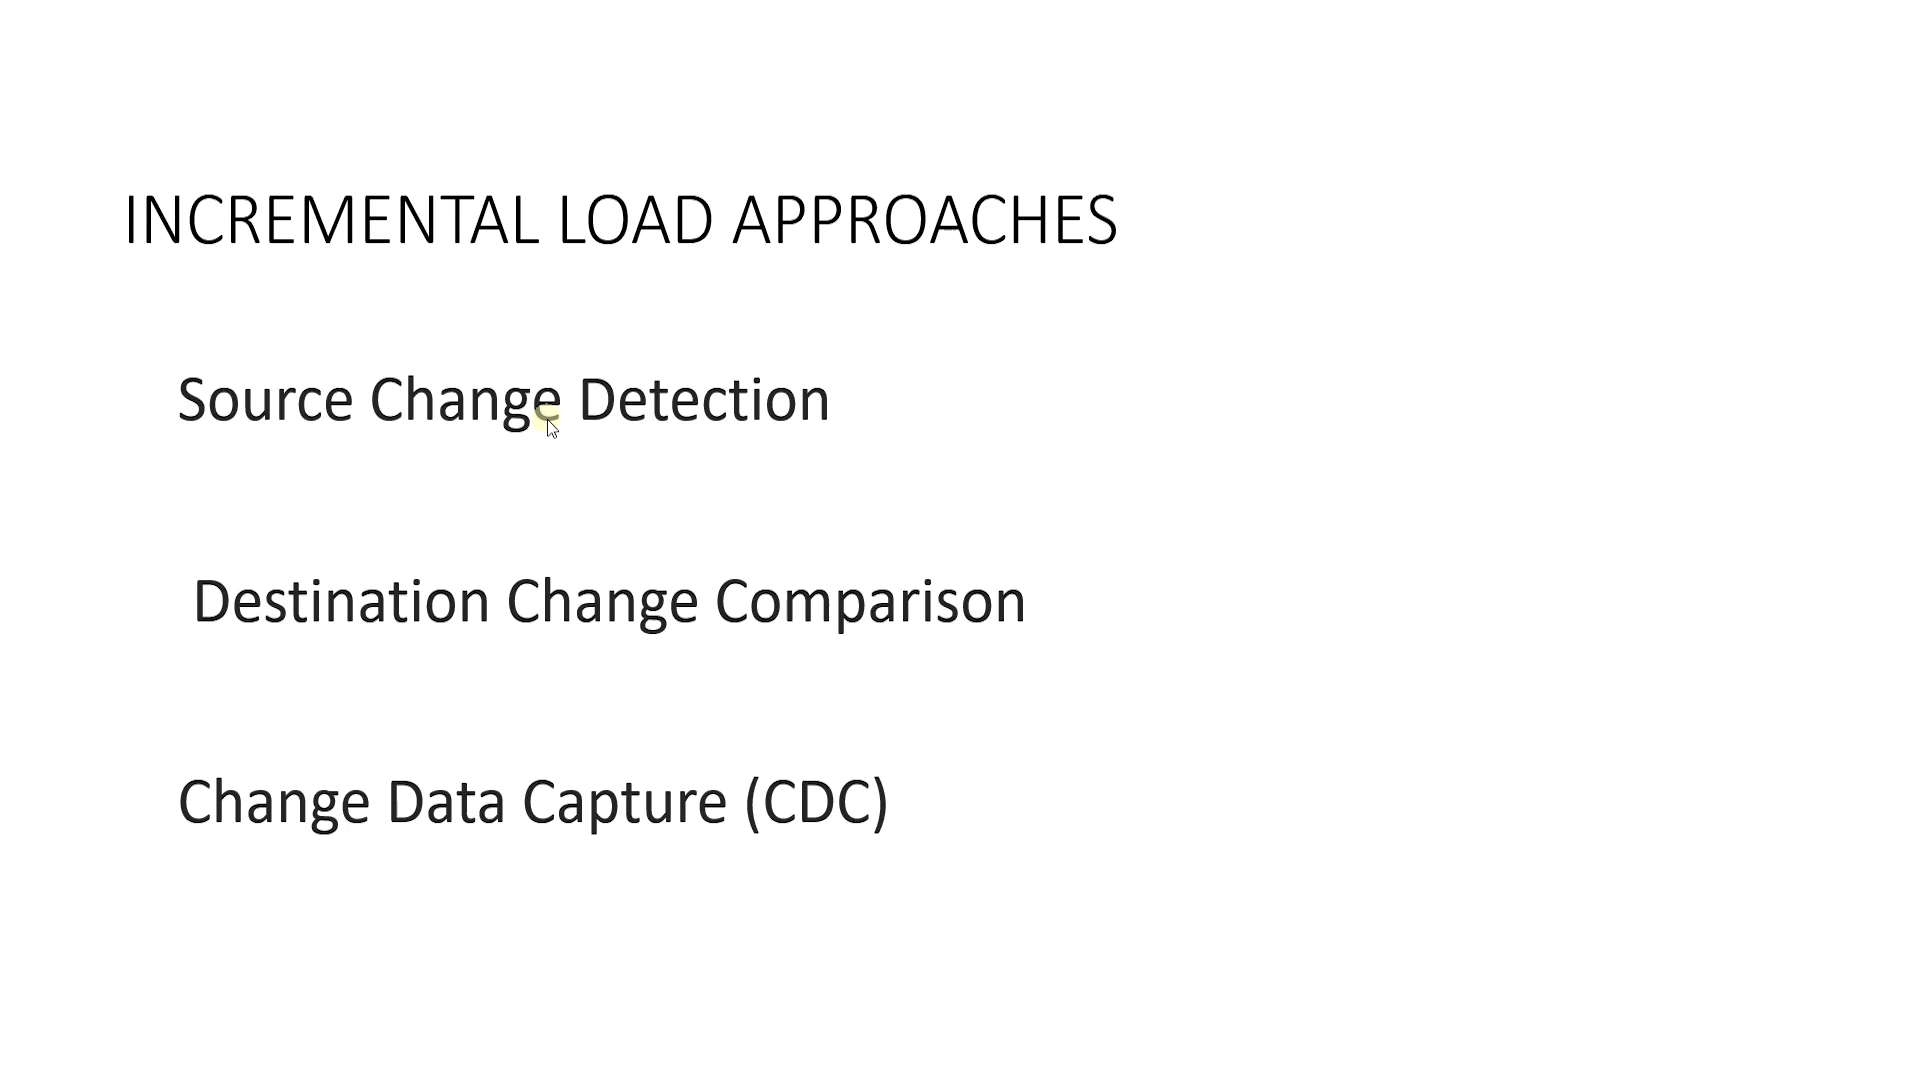 INCREMENTAL LOAD APPROACHES
Source Change Detection
Destination Change Comparison
Change Data Capture (CDC)